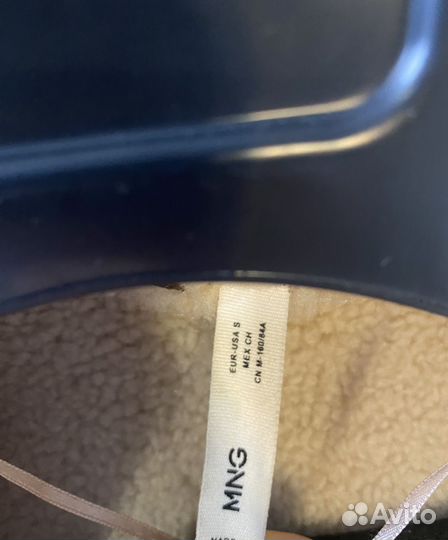 EUR-USA S
MEX CH
CN M-160/84A
MNG
Avito